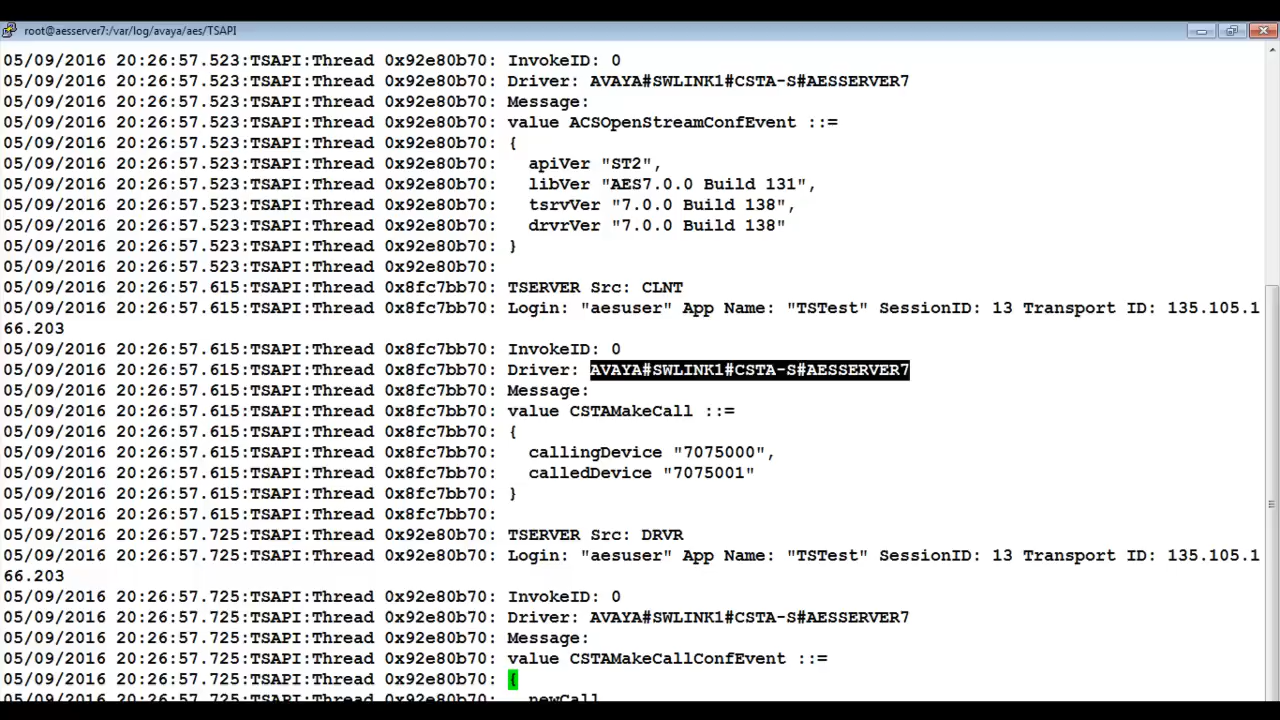 root@aesserver7:/var/log/avaya/aes/TSAPI
05/09/2016 20:26:57.523:TSAPI:Thread 0x92e80b70: InvokeID: 0
05/09/2016 20:26:57.523:TSAPI:Thread 0x92e80b70: Driver: AVAYA#SWLINK1#CSTA-S#AESSERVER7
05/09/2016 20:26:57.523:TSAPI:Thread 0x92e80b70: Message:
05/09/2016 20:26:57.523:TSAPI:Thread 0x92e80b70: value ACSOpenStreamConfEvent ::=
05/09/2016 20:26:57.523:TSAPI:Thread 0x92e80b70: {
05/09/2016 20:26:57.523:TSAPI:Thread 0x92e80b70:   apiVer "ST2",
05/09/2016 20:26:57.523:TSAPI:Thread 0x92e80b70:   libVer "AES7.0.0 Build 131",
05/09/2016 20:26:57.523:TSAPI:Thread 0x92e80b70:   tsrvVer "7.0.0 Build 138",
05/09/2016 20:26:57.523:TSAPI:Thread 0x92e80b70:   drvrVer "7.0.0 Build 138"
05/09/2016 20:26:57.523:TSAPI:Thread 0x92e80b70: }
05/09/2016 20:26:57.523:TSAPI:Thread 0x92e80b70:
05/09/2016 20:26:57.615:TSAPI:Thread 0x8fc7bb70: TSERVER Src: CLNT
05/09/2016 20:26:57.615:TSAPI:Thread 0x8fc7bb70: Login: "aesuser" App Name: "TSTest" SessionID: 13 Transport ID: 135.105.1
66.203
05/09/2016 20:26:57.615:TSAPI:Thread 0x8fc7bb70: InvokeID: 0
05/09/2016 20:26:57.615:TSAPI:Thread 0x8fc7bb70: Driver: AVAYA#SWLINK1#CSTA-S#AESSERVER7
05/09/2016 20:26:57.615:TSAPI:Thread 0x8fc7bb70: Message:
05/09/2016 20:26:57.615:TSAPI:Thread 0x8fc7bb70: value CSTAMakeCall ::=
05/09/2016 20:26:57.615:TSAPI:Thread 0x8fc7bb70: {
05/09/2016 20:26:57.615:TSAPI:Thread 0x8fc7bb70:   callingDevice "7075000",
05/09/2016 20:26:57.615:TSAPI:Thread 0x8fc7bb70:   calledDevice "7075001"
05/09/2016 20:26:57.615:TSAPI:Thread 0x8fc7bb70: }
05/09/2016 20:26:57.615:TSAPI:Thread 0x8fc7bb70:
05/09/2016 20:26:57.725:TSAPI:Thread 0x92e80b70: TSERVER Src: DRVR
05/09/2016 20:26:57.725:TSAPI:Thread 0x92e80b70: Login: "aesuser" App Name: "TSTest" SessionID: 13 Transport ID: 135.105.1
66.203
05/09/2016 20:26:57.725:TSAPI:Thread 0x92e80b70: InvokeID: 0
05/09/2016 20:26:57.725:TSAPI:Thread 0x92e80b70: Driver: AVAYA#SWLINK1#CSTA-S#AESSERVER7
05/09/2016 20:26:57.725:TSAPI:Thread 0x92e80b70: Message:
05/09/2016 20:26:57.725:TSAPI:Thread 0x92e80b70: value CSTAMakeCallConfEvent ::=
05/09/2016 20:26:57.725:TSAPI:Thread 0x92e80b70: {
05/09/2016 20:26:57.725:TSAPI:Thread 0x92e80b70:   newCall